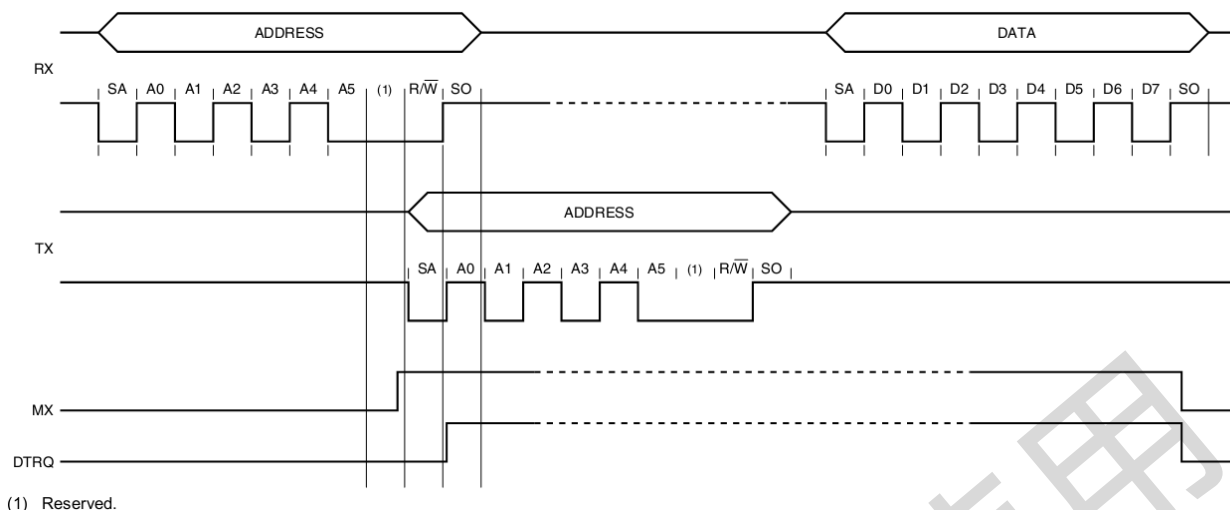 ADDRESS DATA
RX
SA A0 A1 A2 A3 A4 A5 (1) R/W̅ SO SA D0 D1 D2 D3 D4 D5 D6 D7 SO
ADDRESS
TX
SA A0 A1 A2 A3 A4 A5 (1) R/W̅ SO
MX
DTRQ
(1) Reserved.
用